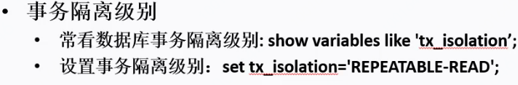 • 事务隔离级别
• 常看数据库事务隔离级别: show variables like 'tx_isolation’;
• 设置事务隔离级别：set tx_isolation='REPEATABLE-READ';